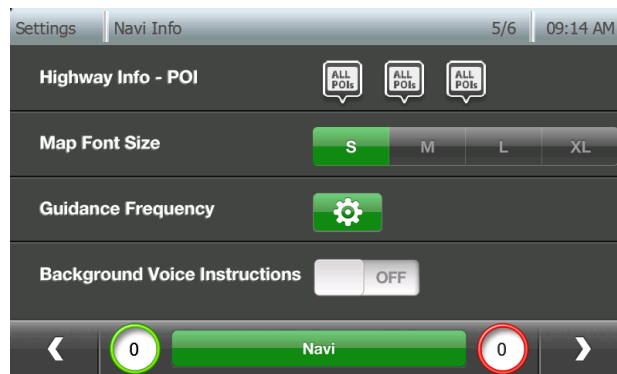 Settings Navi Info 5/6 09:14 AM
Highway Info - POI ALL POIs ALL POIs ALL POIs
Map Font Size S M L XL
Guidance Frequency
Background Voice Instructions OFF
0 Navi 0